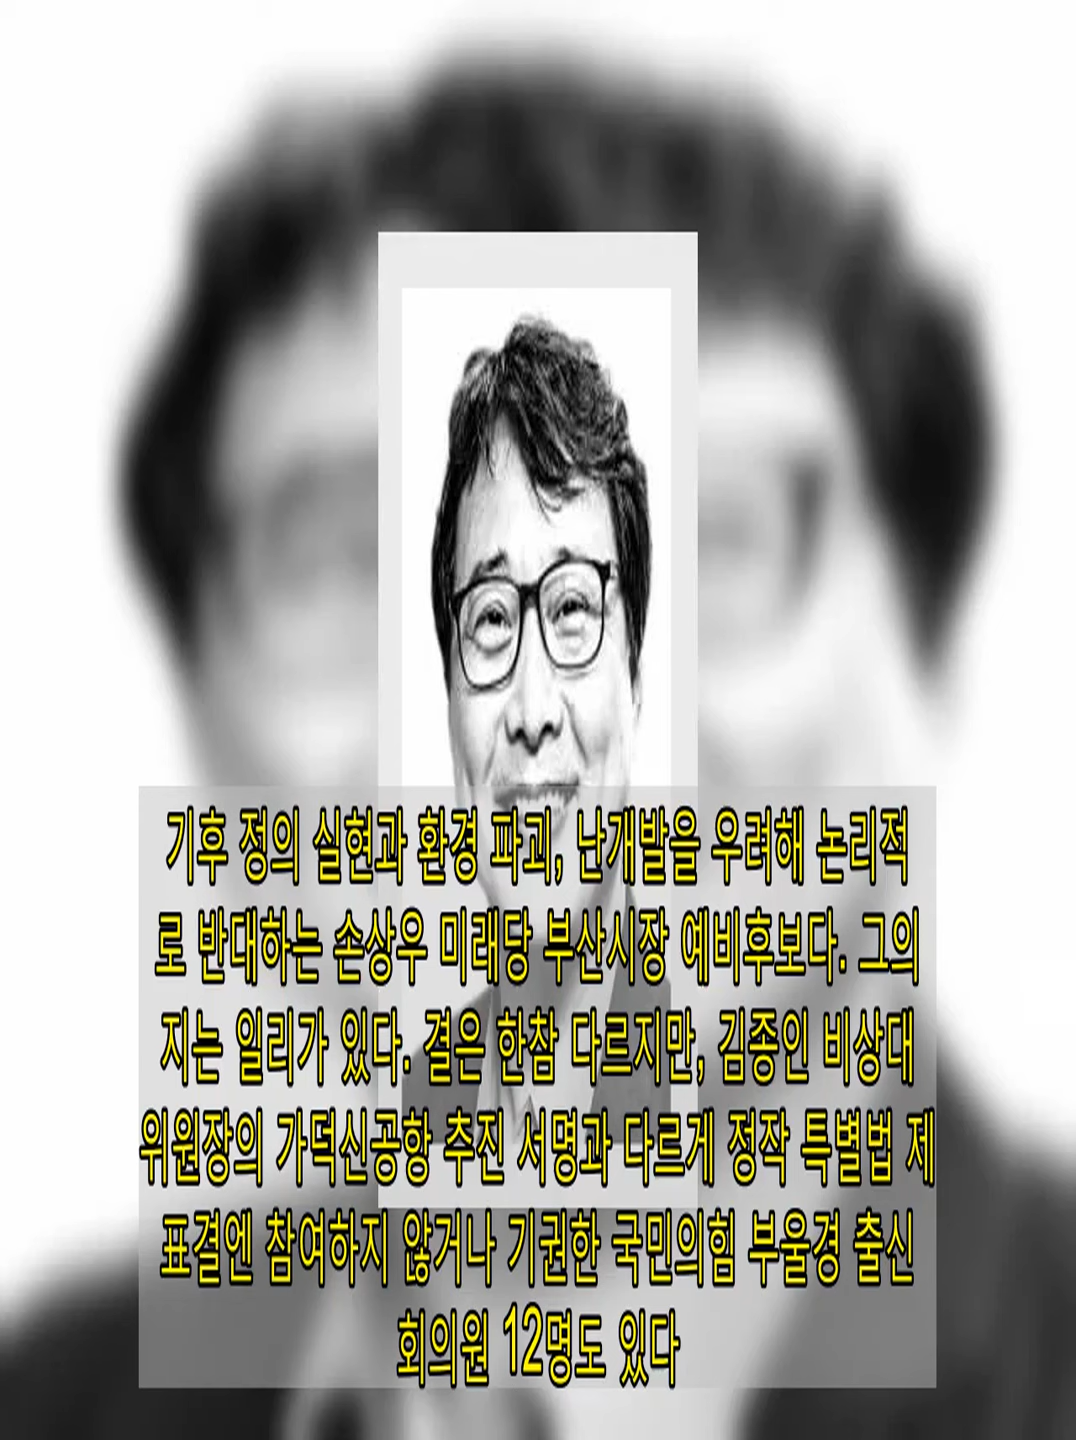 기후 정의 실현과 환경 파괴, 난개발을 우려해 논리적
로 반대하는 손상우 미래당 부산시장 예비후보다. 그의
지는 일리가 있다. 결은 한참 다르지만, 김종인 비상대
위원장의 가덕신공항 추진 서명과 다르게 정작 특별법 제
표결엔 참여하지 않거나 기권한 국민의힘 부울경 출신
회의원 12명도 있다